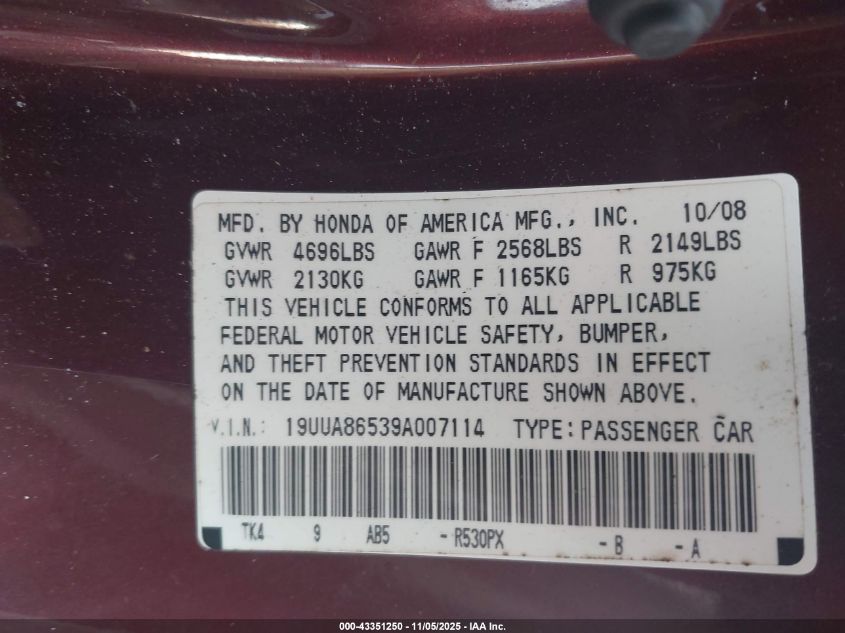 MFD. BY HONDA OF AMERICA MFG., INC. 10/08
GVWR 4696LBS GAWR F 2568LBS R 2149LBS
GVWR 2130KG GAWR F 1165KG R 975KG
THIS VEHICLE CONFORMS TO ALL APPLICABLE
FEDERAL MOTOR VEHICLE SAFETY, BUMPER,
AND THEFT PREVENTION STANDARDS IN EFFECT
ON THE DATE OF MANUFACTURE SHOWN ABOVE.
V.I.N.: 19UUA86539A007114 TYPE:PASSENGER CAR
TK4 9 AB5 -R530PX -B -A
000-43351250 - 11/05/2025 - IAA Inc.